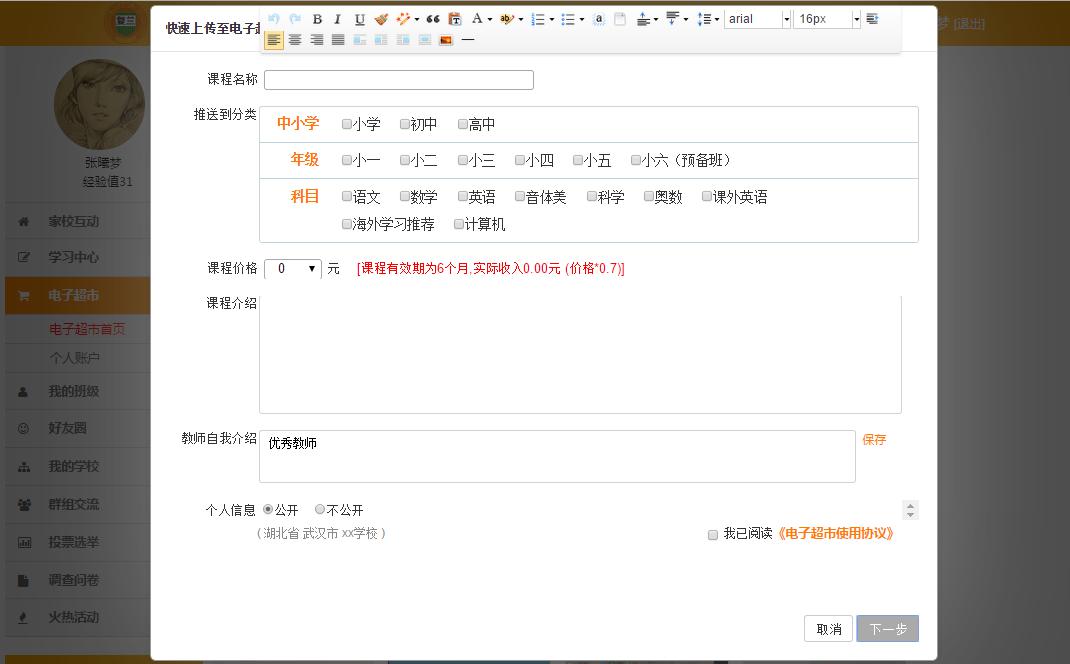 快速上传至电子超
B I U A a arial 16px
梦 [退出]
课程名称
推送到分类
中小学 小学 初中 高中
年级 小一 小二 小三 小四 小五 小六（预备班）
科目 语文 数学 英语 音体美 科学 奥数 课外英语
海外学习推荐 计算机
课程价格 0 元 [课程有效期为6个月,实际收入0.00元 (价格*0.7)]
课程介绍
教师自我介绍 优秀教师 保存
个人信息 公开 不公开
( 湖北省 武汉市 xx学校 )
我已阅读《电子超市使用协议》
取消 下一步
张曦梦
经验值31
家校互动
学习中心
电子超市
电子超市首页
个人账户
我的班级
好友圈
我的学校
群组交流
投票选举
调查问卷
火热活动